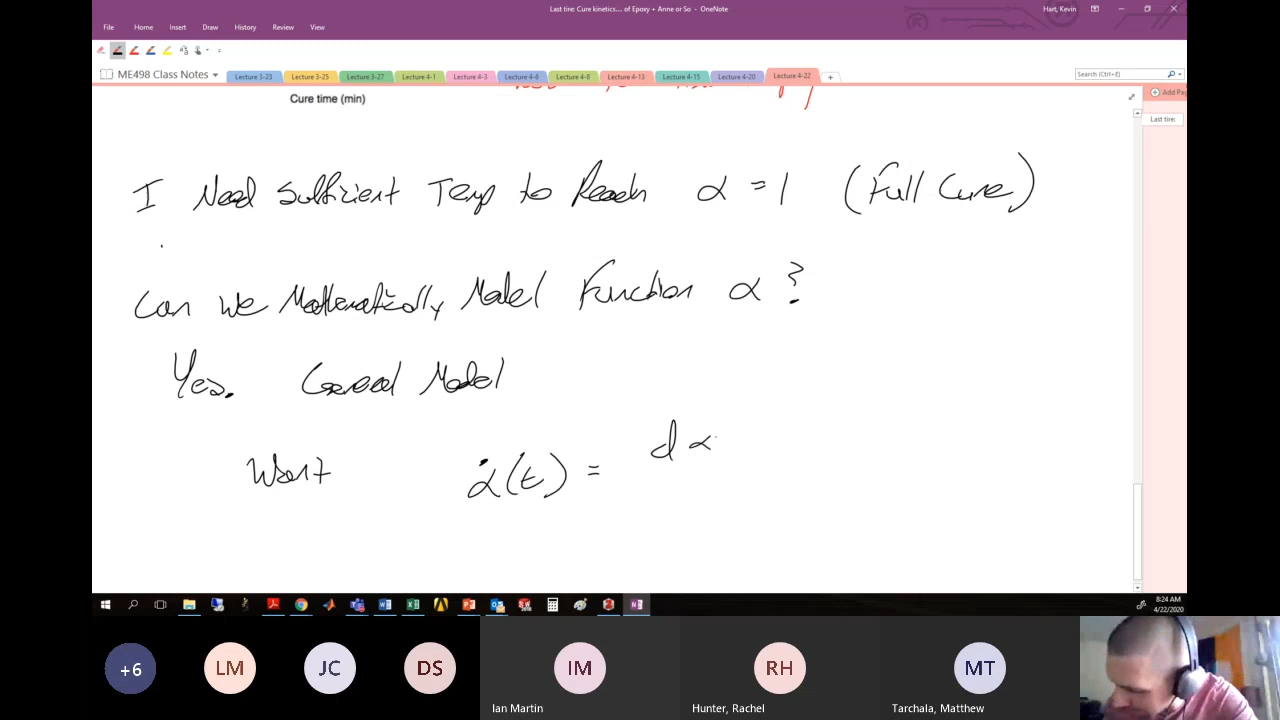 Last tire: Cure kinetics.... of Epoxy + Anne or So - OneNote
Hart, Kevin
File Home Insert Draw History Review View
ME498 Class Notes
Lecture 3-23 Lecture 3-25 Lecture 3-27 Lecture 4-1 Lecture 4-3 Lecture 4-6 Lecture 4-8 Lecture 4-13 Lecture 4-15 Lecture 4-20 Lecture 4-22 +
Search (Ctrl+E)
Add Pag
Last tire:
Cure time (min)
I Need Sufficient Temp to Reach α = 1 (Full Cure)
Can we Mathematically Model Function α ?
Yes. General Model
Want α̇(t) = dα
8:24 AM
4/22/2020
+6 LM JC DS IM RH MT
Ian Martin Hunter, Rachel Tarchala, Matthew